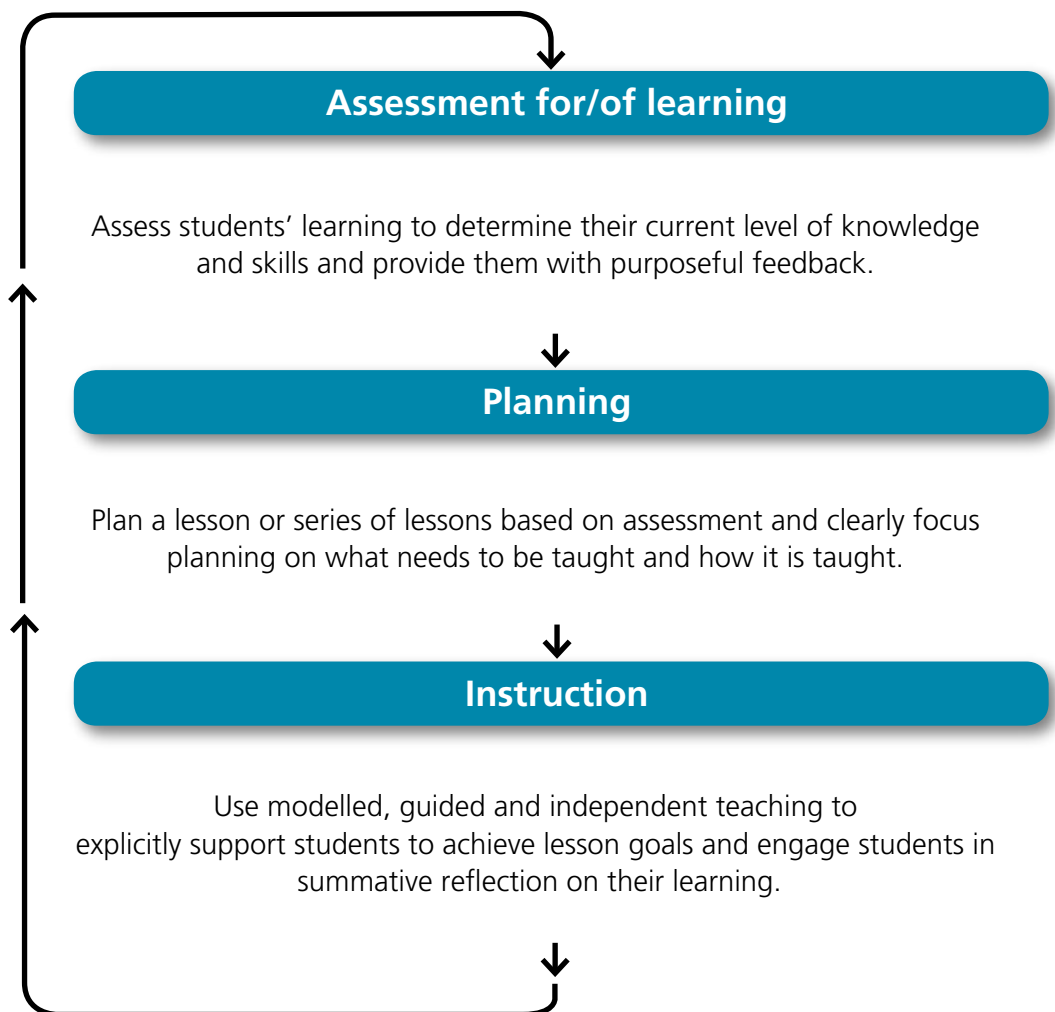 Assessment for/of learning
Assess students’ learning to determine their current level of knowledge
and skills and provide them with purposeful feedback.
Planning
Plan a lesson or series of lessons based on assessment and clearly focus
planning on what needs to be taught and how it is taught.
Instruction
Use modelled, guided and independent teaching to
explicitly support students to achieve lesson goals and engage students in
summative reflection on their learning.